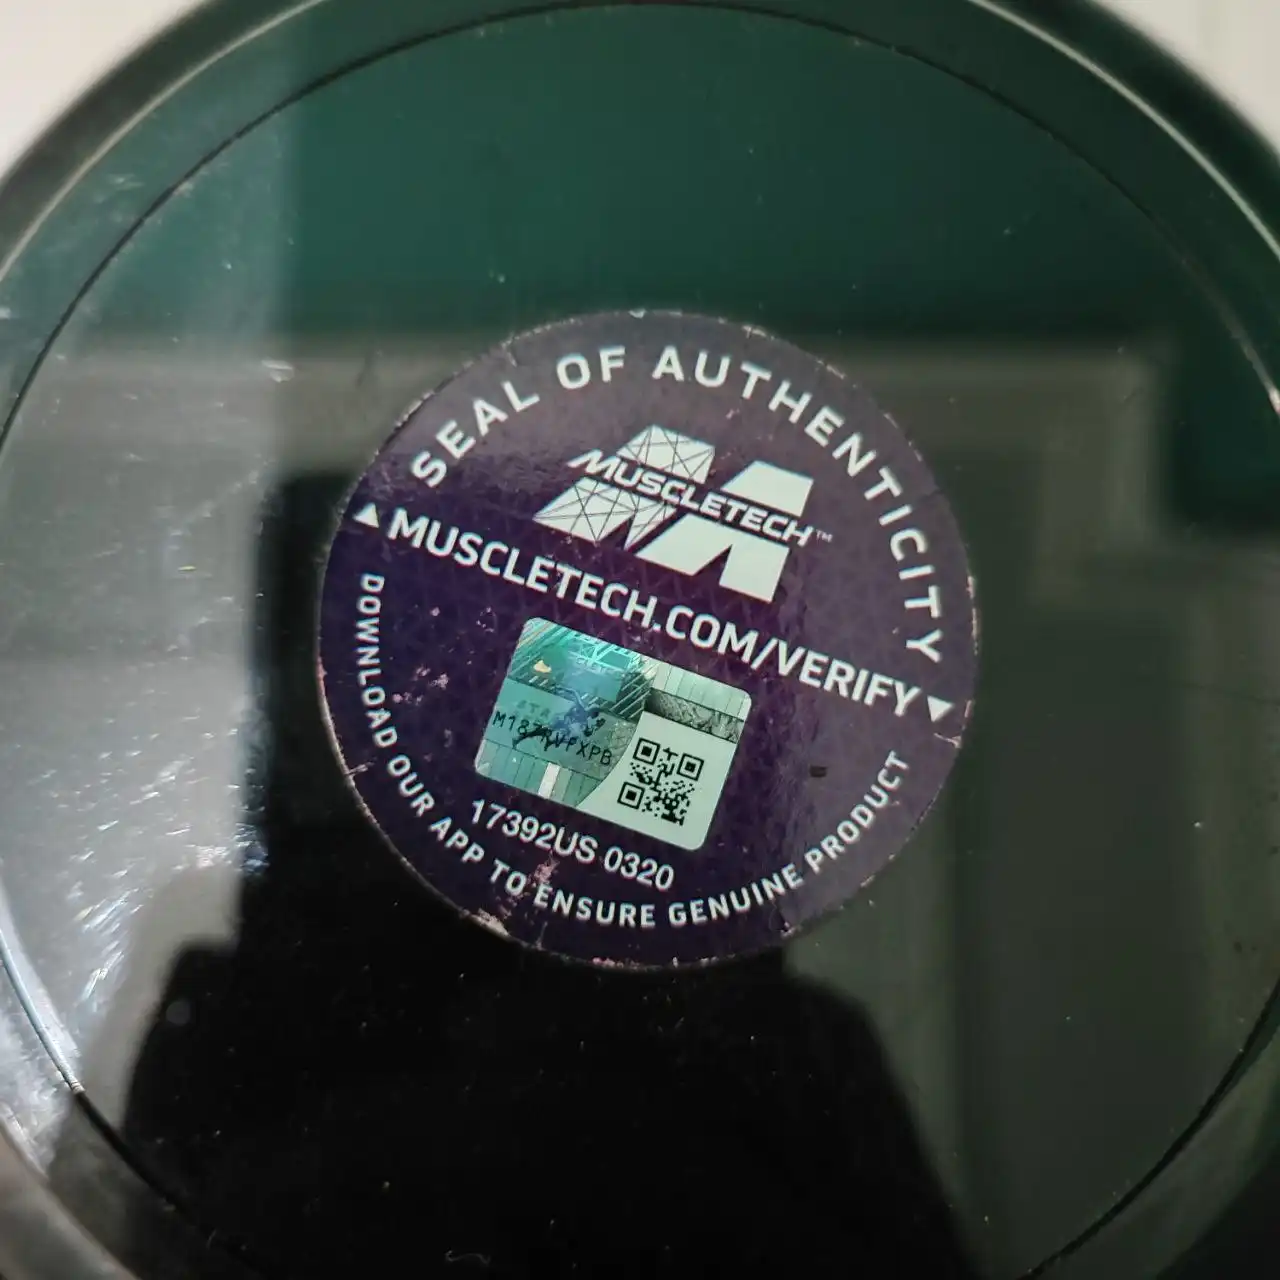 SEAL OF AUTHENTICITY
MUSCLETECH™
▲ MUSCLETECH.COM/VERIFY ▼
17392US 0320
DOWNLOAD OUR APP TO ENSURE GENUINE PRODUCT